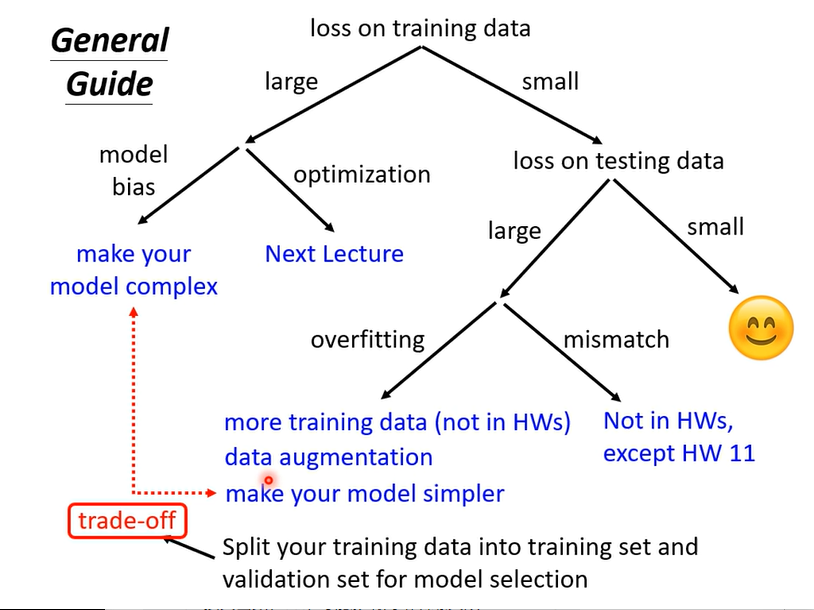 General
Guide
loss on training data
large
small
model
bias
optimization
loss on testing data
make your
model complex
Next Lecture
large
small
overfitting
mismatch
more training data (not in HWs)
data augmentation
make your model simpler
Not in HWs,
except HW 11
trade-off
Split your training data into training set and
validation set for model selection